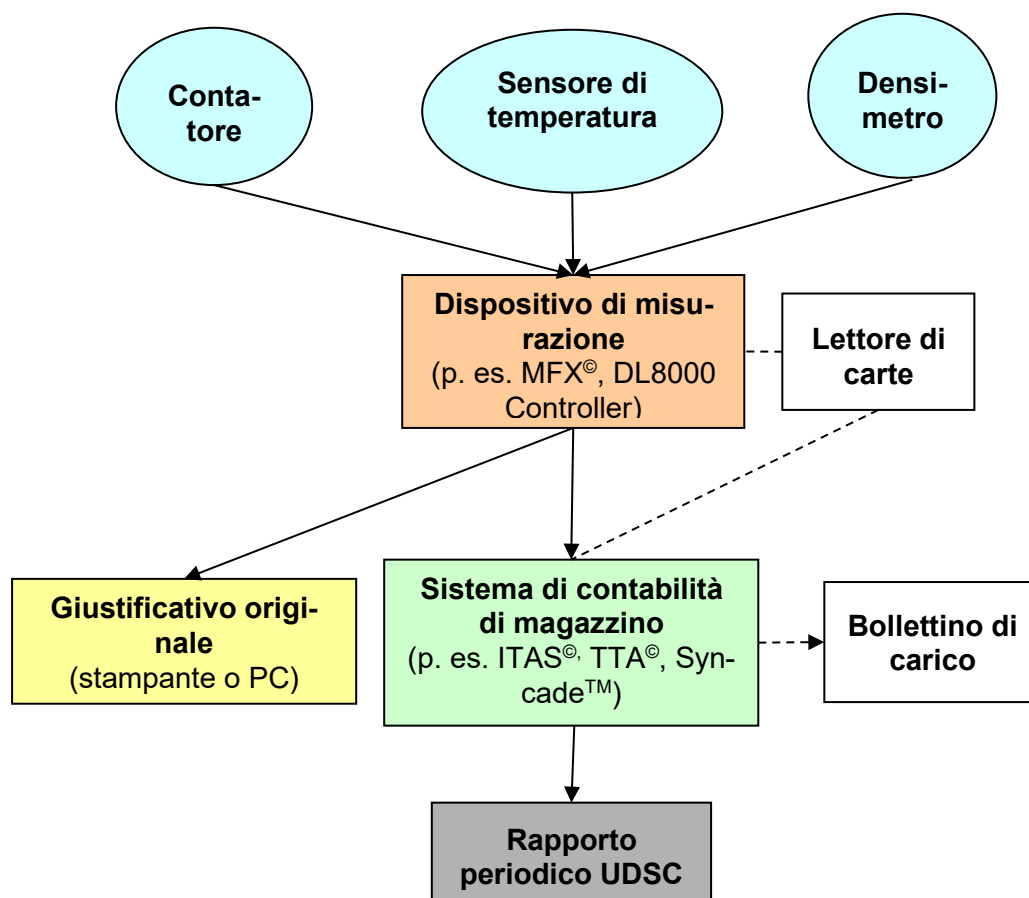 Conta-
tore
Sensore di
temperatura
Densi-
metro
Dispositivo di misu-
razione
(p. es. MFX©, DL8000
Controller)
Lettore di
carte
Giustificativo origi-
nale
(stampante o PC)
Sistema di contabilità
di magazzino
(p. es. ITAS©, TTA©, Syn-
cade™)
Bollettino di
carico
Rapporto
periodico UDSC